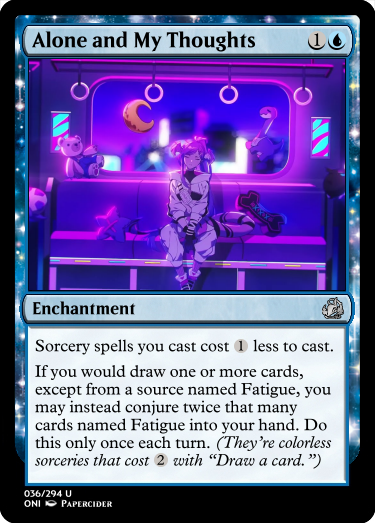 Alone and My Thoughts 1
Enchantment
Sorcery spells you cast cost 1 less to cast.
If you would draw one or more cards,
except from a source named Fatigue, you
may instead conjure twice that many
cards named Fatigue into your hand. Do
this only once each turn. (They're colorless
sorceries that cost 2 with “Draw a card.”)
036/294 U
ONI Papercider